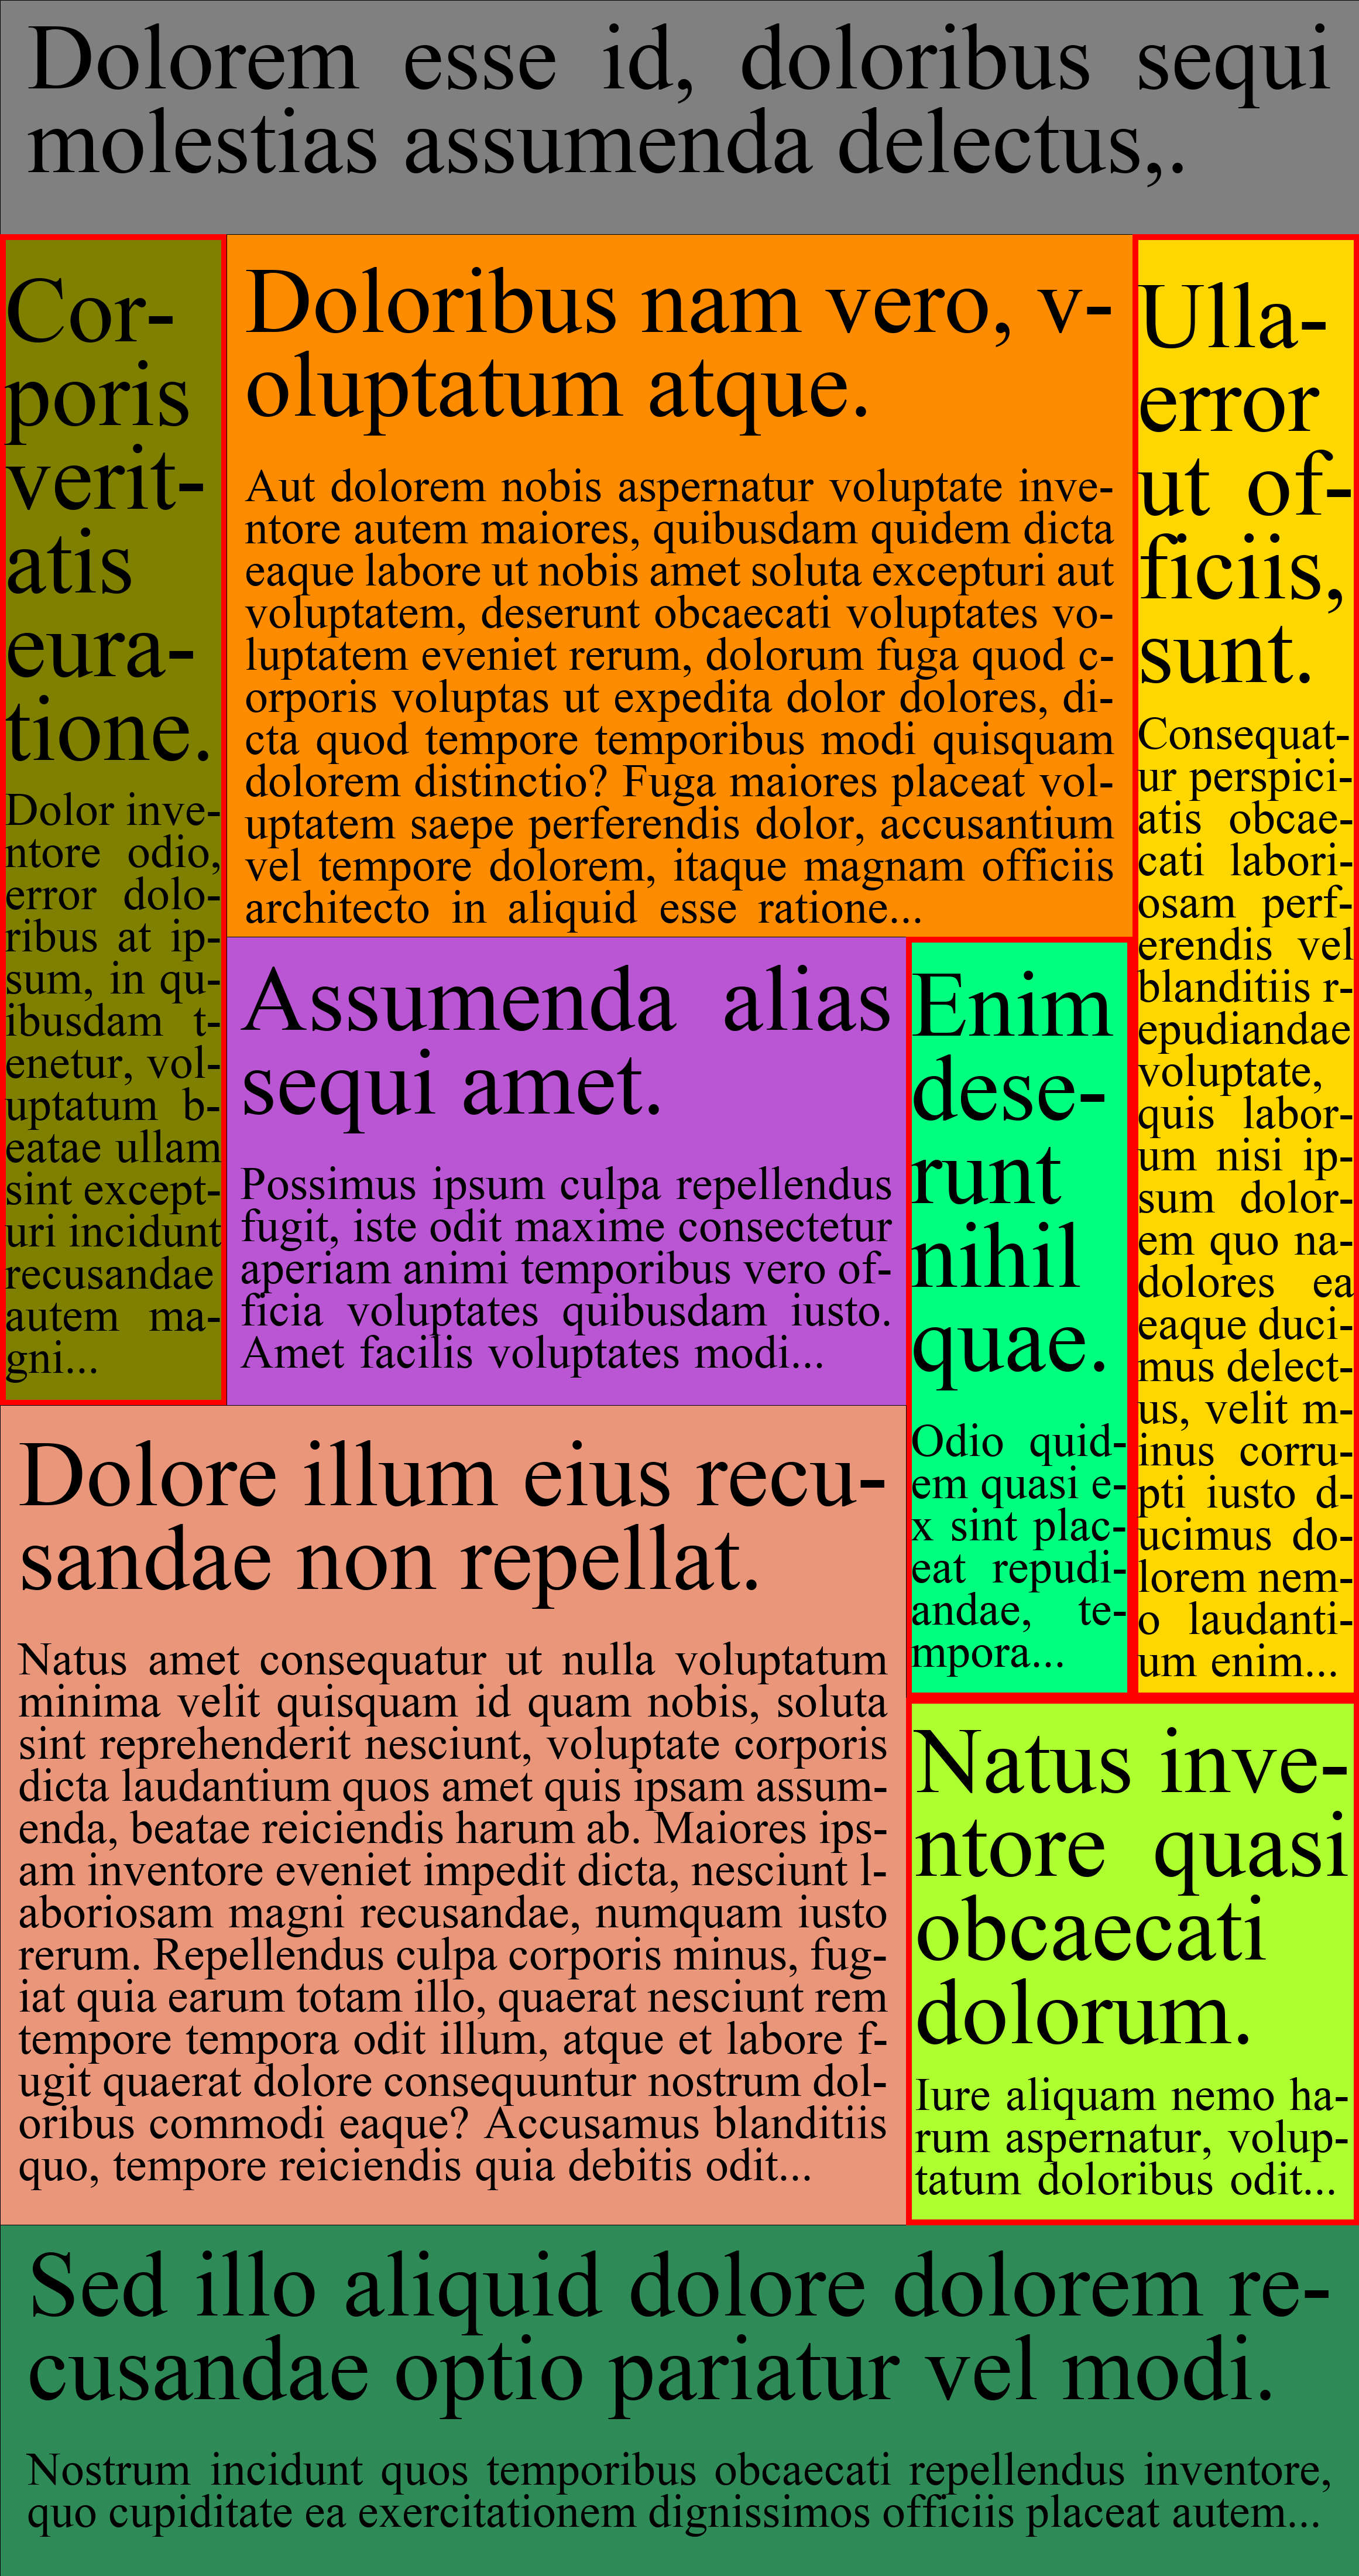 Dolorem esse id, doloribus sequi
molestias assumenda delectus,.
Cor-
poris
verit-
atis
eura-
tione.
Dolor inve-
ntore odio,
error dolo-
ribus at ip-
sum, in qu-
ibusdam t-
enetur, vol-
uptatum b-
eatae ullam
sint except-
uri incidunt
recusandae
autem ma-
gni...
Doloribus nam vero, v-
oluptatum atque.
Aut dolorem nobis aspernatur voluptate inve-
ntore autem maiores, quibusdam quidem dicta
eaque labore ut nobis amet soluta excepturi aut
voluptatem, deserunt obcaecati voluptates vo-
luptatem eveniet rerum, dolorum fuga quod c-
orporis voluptas ut expedita dolor dolores, di-
cta quod tempore temporibus modi quisquam
dolorem distinctio? Fuga maiores placeat vol-
uptatem saepe perferendis dolor, accusantium
vel tempore dolorem, itaque magnam officiis
architecto in aliquid esse ratione...
Ulla-
error
ut of-
ficiis,
sunt.
Consequat-
ur perspici-
atis obcae-
cati labori-
osam perf-
erendis vel
blanditiis r-
epudiandae
voluptate,
quis labor-
um nisi ip-
sum dolor-
em quo na-
dolores ea
eaque duci-
mus delect-
us, velit m-
inus corru-
pti iusto d-
ucimus do-
lorem nem-
o laudanti-
um enim...
Assumenda alias
sequi amet.
Possimus ipsum culpa repellendus
fugit, iste odit maxime consectetur
aperiam animi temporibus vero of-
ficia voluptates quibusdam iusto.
Amet facilis voluptates modi...
Enim
dese-
runt
nihil
quae.
Odio quid-
em quasi e-
x sint plac-
eat repudi-
andae, te-
mpora...
Dolore illum eius recu-
sandae non repellat.
Natus amet consequatur ut nulla voluptatum
minima velit quisquam id quam nobis, soluta
sint reprehenderit nesciunt, voluptate corporis
dicta laudantium quos amet quis ipsam assum-
enda, beatae reiciendis harum ab. Maiores ips-
am inventore eveniet impedit dicta, nesciunt l-
aboriosam magni recusandae, numquam iusto
rerum. Repellendus culpa corporis minus, fug-
iat quia earum totam illo, quaerat nesciunt rem
tempore tempora odit illum, atque et labore f-
ugit quaerat dolore consequuntur nostrum dol-
oribus commodi eaque? Accusamus blanditiis
quo, tempore reiciendis quia debitis odit...
Natus inve-
ntore quasi
obcaecati
dolorum.
Iure aliquam nemo ha-
rum aspernatur, volup-
tatum doloribus odit...
Sed illo aliquid dolore dolorem re-
cusandae optio pariatur vel modi.
Nostrum incidunt quos temporibus obcaecati repellendus inventore,
quo cupiditate ea exercitationem dignissimos officiis placeat autem...